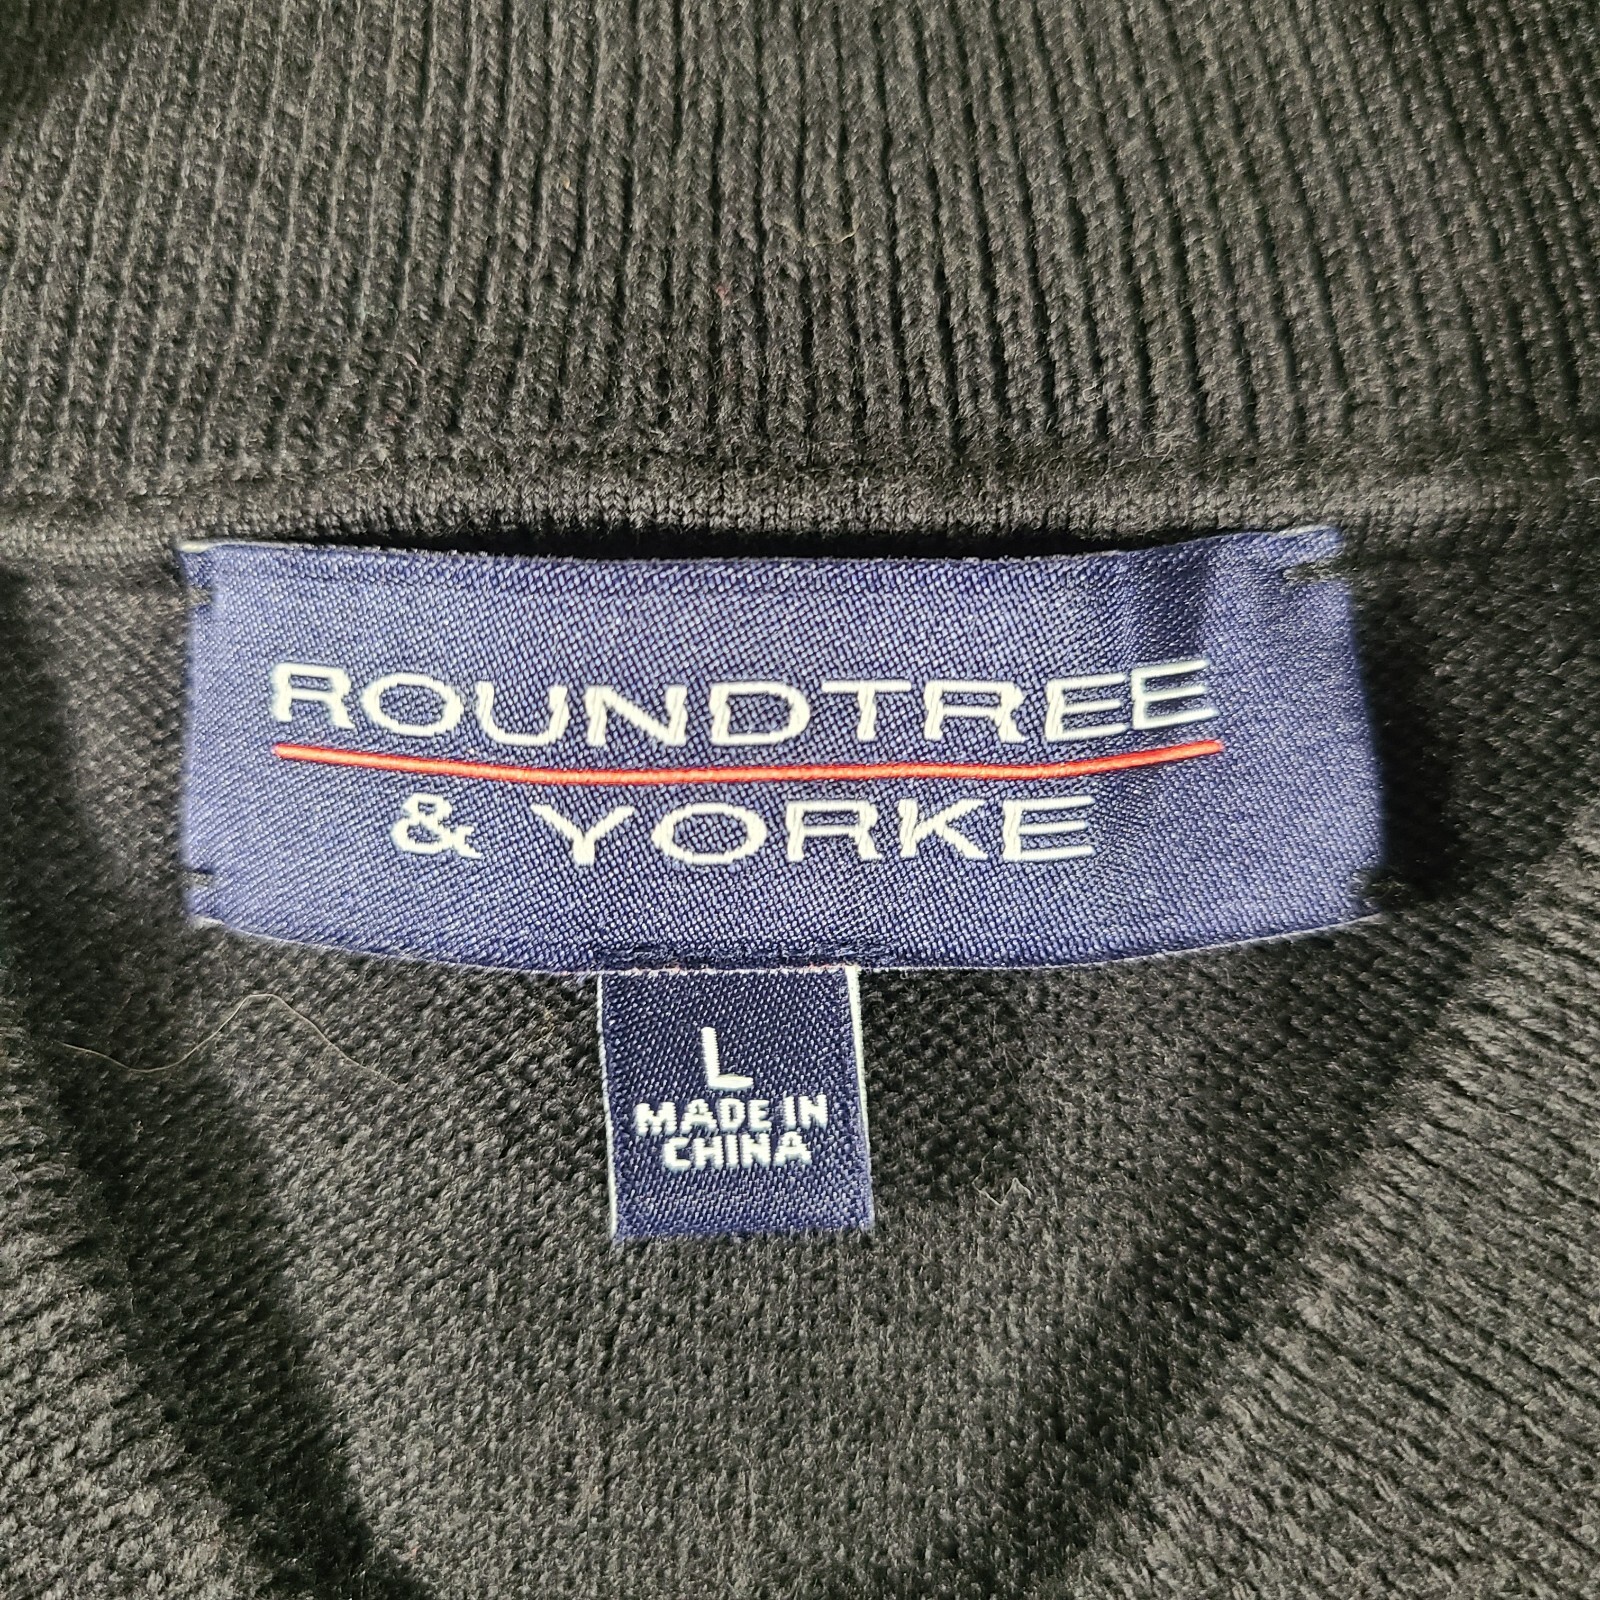 ROUNDTREE
& YORKE
L
MADE IN
CHINA